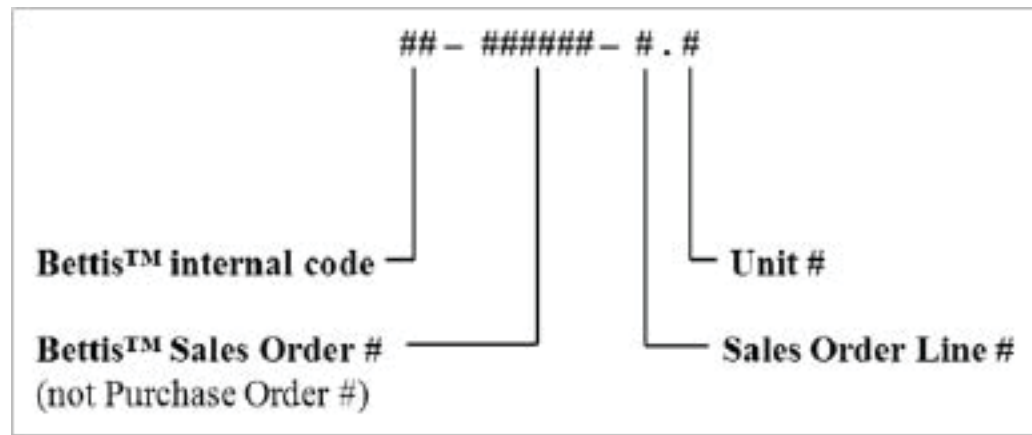 ## – ###### – # . #
Bettis™ internal code
Unit #
Bettis™ Sales Order #
Sales Order Line #
(not Purchase Order #)